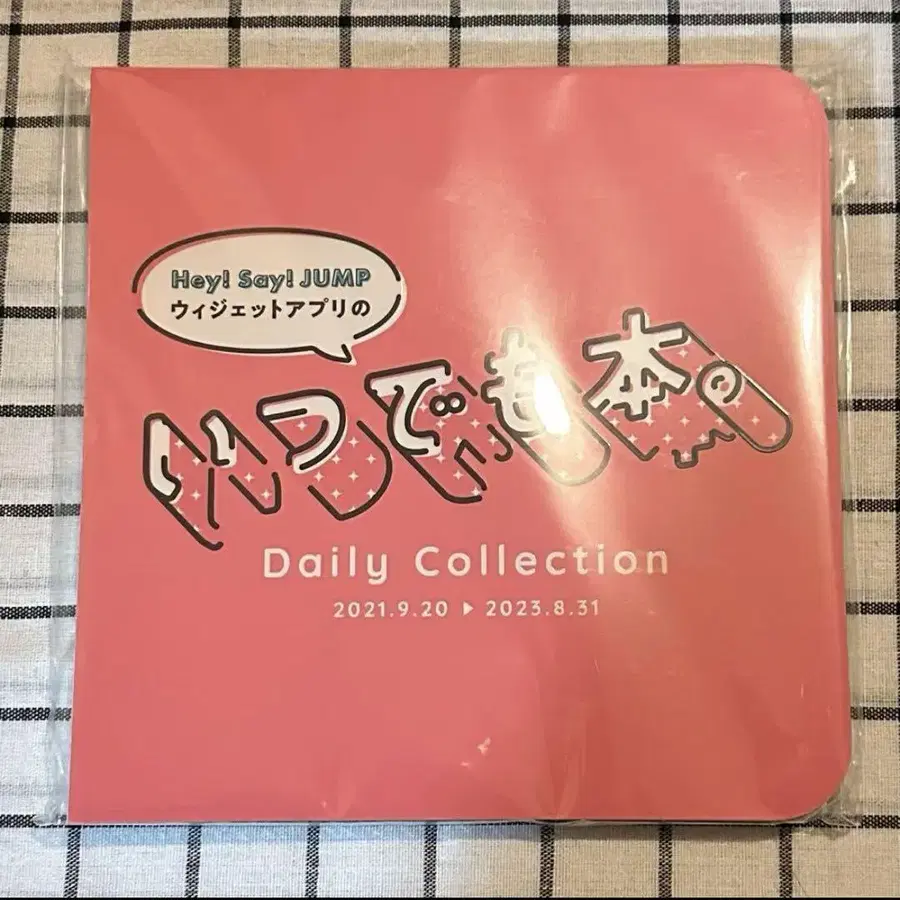 Hey! Say! JUMP
ウィジェットアプリの
いつでも本。
Daily Collection
2021.9.20 ▶ 2023.8.31